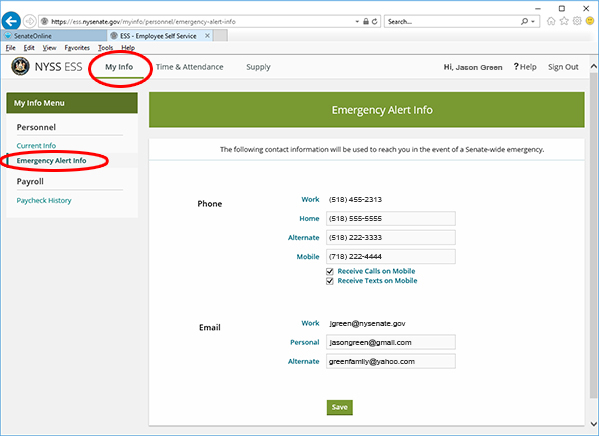 https://ess.nysenate.gov/myinfo/personnel/emergency-alert-info
Search...
SenateOnline
ESS - Employee Self Service
File Edit View Favorites Tools Help
NYSS ESS My Info Time & Attendance Supply Hi, Jason Green ?Help Sign Out
My Info Menu
Personnel
Current Info
Emergency Alert Info
Payroll
Paycheck History
Emergency Alert Info
The following contact information will be used to reach you in the event of a Senate-wide emergency.
Phone
Work (518) 455-2313
Home (518) 555-5555
Alternate (518) 222-3333
Mobile (718) 222-4444
Receive Calls on Mobile
Receive Texts on Mobile
Email
Work jgreen@nysenate.gov
Personal jasongreen@gmail.com
Alternate greenfamily@yahoo.com
Save